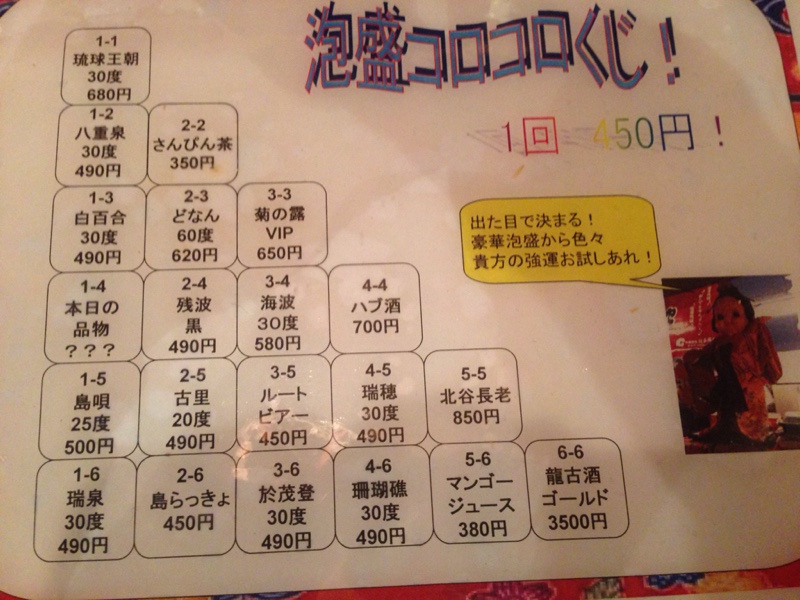 泡盛コロコロくじ!
1回 450円!
出た目で決まる!
豪華泡盛から色々
貴方の強運お試しあれ!
1-1
琉球王朝
30度
680円
1-2
八重泉
30度
490円
2-2
さんぴん茶
350円
1-3
白百合
30度
490円
2-3
どなん
60度
620円
3-3
菊の露
VIP
650円
1-4
本日の
品物
???
2-4
残波
黒
490円
3-4
海波
30度
580円
4-4
ハブ酒
700円
1-5
島唄
25度
500円
2-5
古里
20度
490円
3-5
ルート
ビアー
450円
4-5
瑞穂
30度
490円
5-5
北谷長老
850円
1-6
瑞泉
30度
490円
2-6
島らっきょ
450円
3-6
於茂登
30度
490円
4-6
珊瑚礁
30度
490円
5-6
マンゴー
ジュース
380円
6-6
龍古酒
ゴールド
3500円